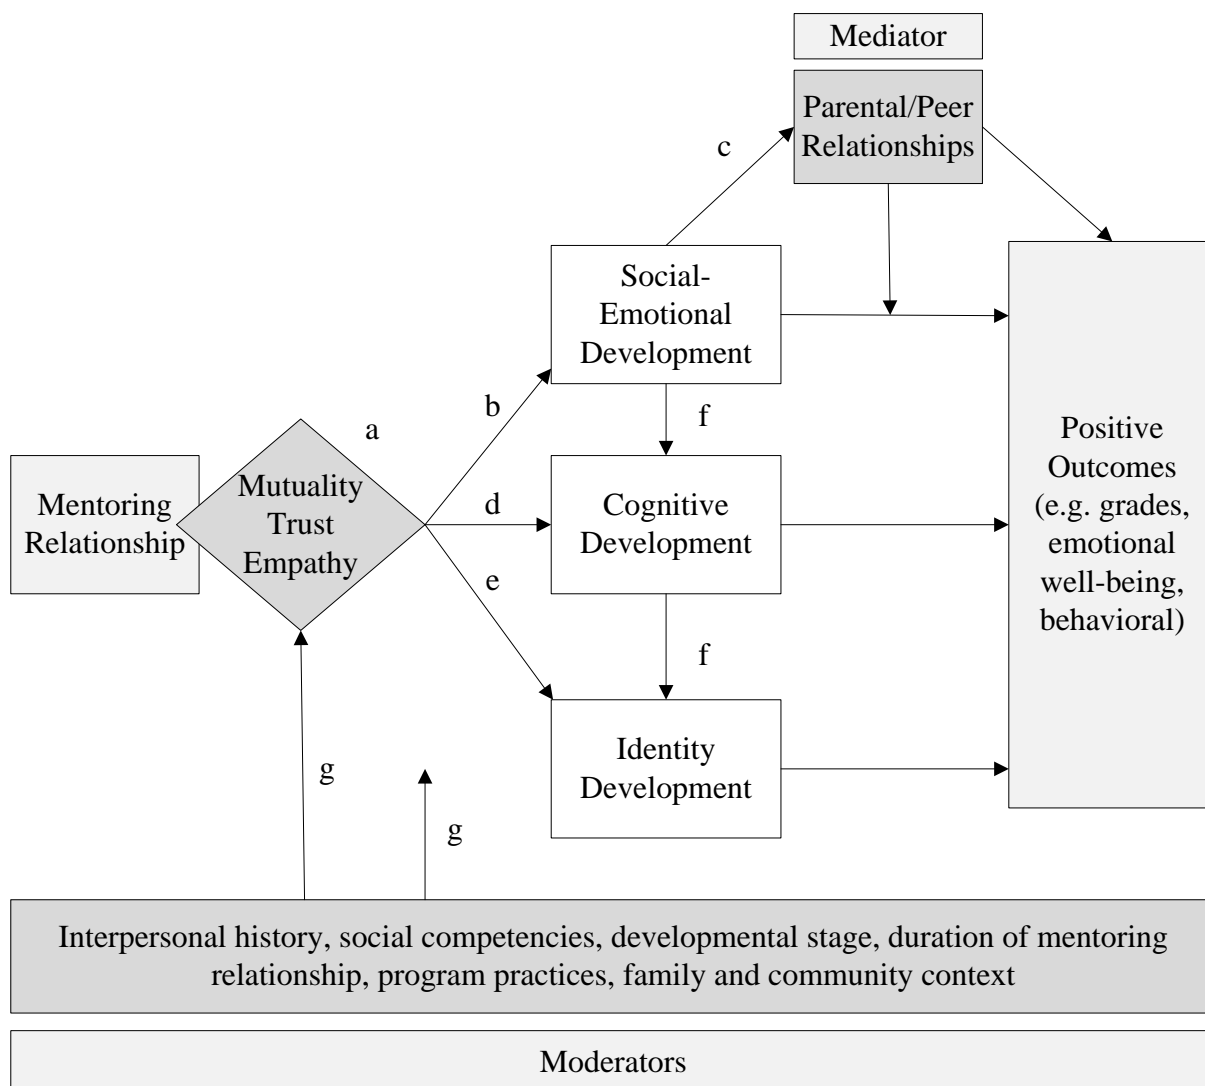 Mediator
Parental/Peer
Relationships
c
Social-
Emotional
Development
b
f
a
Mentoring
Relationship
Mutuality
Trust
Empathy
d
Cognitive
Development
e
f
Positive
Outcomes
(e.g. grades,
emotional
well-being,
behavioral)
Identity
Development
g
g
Interpersonal history, social competencies, developmental stage, duration of mentoring
relationship, program practices, family and community context
Moderators